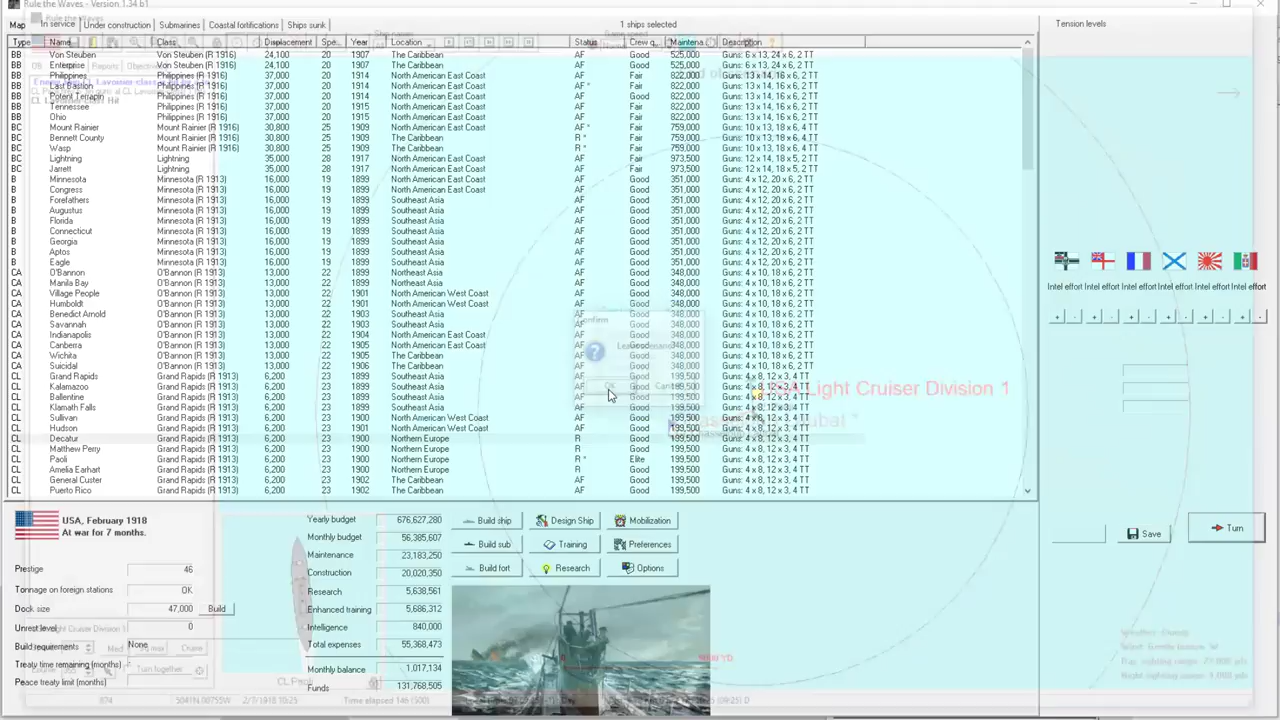 Rule the Waves - Version 1.34 b1
Map In service Under construction Submarines Coastal fortifications Ships sunk 1 ships selected Tension levels
Type Name Class Displacement Spe... Year Location Status Crew q... Maintena... Description
BB Von Steuben Von Steuben (R 1916) 24,100 20 1907 The Caribbean AF Good 525,000 Guns: 6 x 13, 24 x 6, 2 TT
BB Enterprise Von Steuben (R 1916) 24,100 20 1907 The Caribbean AF Good 525,000 Guns: 6 x 13, 24 x 6, 2 TT
BB Philippines Philippines (R 1916) 37,000 20 1914 North American East Coast AF Fair 822,000 Guns: 13 x 14, 16 x 6, 2 TT
BB Last Bastion Philippines (R 1916) 37,000 20 1914 North American East Coast AF * Fair 822,000 Guns: 13 x 14, 16 x 6, 2 TT
BB Potent Terrapin Philippines (R 1916) 37,000 20 1914 North American East Coast AF Good 822,000 Guns: 13 x 14, 16 x 6, 2 TT
BB Tennessee Philippines (R 1916) 37,000 20 1915 North American East Coast AF Fair 822,000 Guns: 13 x 14, 16 x 6, 2 TT
BB Ohio Philippines (R 1916) 37,000 20 1915 North American East Coast AF Fair 822,000 Guns: 13 x 14, 16 x 6, 2 TT
BC Mount Rainier Mount Rainier (R 1916) 30,800 25 1909 North American East Coast AF * Fair 759,000 Guns: 10 x 13, 18 x 6, 4 TT
BC Bennett County Mount Rainier (R 1916) 30,800 25 1909 The Caribbean R * Fair 759,000 Guns: 10 x 13, 18 x 6, 4 TT
BC Wasp Mount Rainier (R 1916) 30,800 25 1909 The Caribbean R * Good 759,000 Guns: 10 x 13, 18 x 6, 4 TT
BC Lightning Lightning 35,000 28 1917 North American East Coast AF Fair 973,500 Guns: 12 x 14, 18 x 5, 2 TT
BC Jarrett Lightning 35,000 28 1917 North American East Coast AF Fair 973,500 Guns: 12 x 14, 18 x 5, 2 TT
B Minnesota Minnesota (R 1913) 16,000 19 1899 North American East Coast AF Good 351,000 Guns: 4 x 12, 20 x 6, 2 TT
B Congress Minnesota (R 1913) 16,000 19 1899 North American East Coast AF Good 351,000 Guns: 4 x 12, 20 x 6, 2 TT
B Forefathers Minnesota (R 1913) 16,000 19 1899 Southeast Asia AF Good 351,000 Guns: 4 x 12, 20 x 6, 2 TT
B Augustus Minnesota (R 1913) 16,000 19 1899 Southeast Asia AF Good 351,000 Guns: 4 x 12, 20 x 6, 2 TT
B Florida Minnesota (R 1913) 16,000 19 1899 Southeast Asia AF Good 351,000 Guns: 4 x 12, 20 x 6, 2 TT
B Connecticut Minnesota (R 1913) 16,000 19 1899 Southeast Asia AF Good 351,000 Guns: 4 x 12, 20 x 6, 2 TT
B Georgia Minnesota (R 1913) 16,000 19 1899 Southeast Asia AF Good 351,000 Guns: 4 x 12, 20 x 6, 2 TT
B Aptos Minnesota (R 1913) 16,000 19 1899 Southeast Asia AF Good 351,000 Guns: 4 x 12, 20 x 6, 2 TT
B Eagle Minnesota (R 1913) 16,000 19 1899 Southeast Asia AF Good 351,000 Guns: 4 x 12, 20 x 6, 2 TT
CA O'Bannon O'Bannon (R 1913) 13,000 22 1899 Northeast Asia AF Good 348,000 Guns: 4 x 10, 18 x 6, 2 TT
CA Manila Bay O'Bannon (R 1913) 13,000 22 1899 Northeast Asia AF Good 348,000 Guns: 4 x 10, 18 x 6, 2 TT
CA Village People O'Bannon (R 1913) 13,000 22 1901 North American West Coast AF Good 348,000 Guns: 4 x 10, 18 x 6, 2 TT
CA Humboldt O'Bannon (R 1913) 13,000 22 1901 North American West Coast AF Good 348,000 Guns: 4 x 10, 18 x 6, 2 TT
CA Benedict Arnold O'Bannon (R 1913) 13,000 22 1903 Southeast Asia AF Good 348,000 Guns: 4 x 10, 18 x 6, 2 TT
CA Savannah O'Bannon (R 1913) 13,000 22 1903 Southeast Asia AF Good 348,000 Guns: 4 x 10, 18 x 6, 2 TT
CA Indianapolis O'Bannon (R 1913) 13,000 22 1904 North American East Coast AF Good 348,000 Guns: 4 x 10, 18 x 6, 2 TT
CA Canberra O'Bannon (R 1913) 13,000 22 1905 North American East Coast AF Good 348,000 Guns: 4 x 10, 18 x 6, 2 TT
CA Wichita O'Bannon (R 1913) 13,000 22 1905 The Caribbean AF Good 348,000 Guns: 4 x 10, 18 x 6, 2 TT
CA Suicidal O'Bannon (R 1913) 13,000 22 1906 The Caribbean AF Good 348,000 Guns: 4 x 10, 18 x 6, 2 TT
CL Grand Rapids Grand Rapids (R 1913) 6,200 23 1899 Southeast Asia AF Good 199,500 Guns: 4 x 8, 12 x 3, 4 TT
CL Kalamazoo Grand Rapids (R 1913) 6,200 23 1899 Southeast Asia AF Good 199,500 Guns: 4 x 8, 12 x 3, 4 TT
CL Ballentine Grand Rapids (R 1913) 6,200 23 1899 Southeast Asia AF Good 199,500 Guns: 4 x 8, 12 x 3, 4 TT
CL Klamath Falls Grand Rapids (R 1913) 6,200 23 1899 Southeast Asia AF Good 199,500 Guns: 4 x 8, 12 x 3, 4 TT
CL Sullivan Grand Rapids (R 1913) 6,200 23 1900 North American West Coast AF Good 199,500 Guns: 4 x 8, 12 x 3, 4 TT
CL Hudson Grand Rapids (R 1913) 6,200 23 1901 North American West Coast AF Good 199,500 Guns: 4 x 8, 12 x 3, 4 TT
CL Decatur Grand Rapids (R 1913) 6,200 23 1900 Northern Europe R Good 199,500 Guns: 4 x 8, 12 x 3, 4 TT
CL Matthew Perry Grand Rapids (R 1913) 6,200 23 1900 Northern Europe R Good 199,500 Guns: 4 x 8, 12 x 3, 4 TT
CL Paoli Grand Rapids (R 1913) 6,200 23 1900 Northern Europe R * Elite 199,500 Guns: 4 x 8, 12 x 3, 4 TT
CL Amelia Earhart Grand Rapids (R 1913) 6,200 23 1900 Northern Europe R Good 199,500 Guns: 4 x 8, 12 x 3, 4 TT
CL General Custer Grand Rapids (R 1913) 6,200 23 1902 The Caribbean AF Good 199,500 Guns: 4 x 8, 12 x 3, 4 TT
CL Puerto Rico Grand Rapids (R 1913) 6,200 23 1902 The Caribbean AF Good 199,500 Guns: 4 x 8, 12 x 3, 4 TT
Light Cruiser Division 1
Intel effort Intel effort Intel effort Intel effort Intel effort Intel effort
+ - + - + - + - + - + -
USA, February 1918
At war for 7 months.
Prestige 46
Tonnage on foreign stations OK
Dock size 47,000 Build
Unrest level 0
Build requirements None
Treaty time remaining (months)
Peace treaty limit (months)
Yearly budget 676,627,280
Monthly budget 56,385,607
Maintenance 23,183,250
Construction 20,020,350
Research 5,638,561
Enhanced training 5,686,312
Intelligence 840,000
Total expenses 55,368,473
Monthly balance 1,017,134
Funds 131,768,505
Build ship Design Ship Mobilization
Build sub Training Preferences
Build fort Research Options
Save Turn